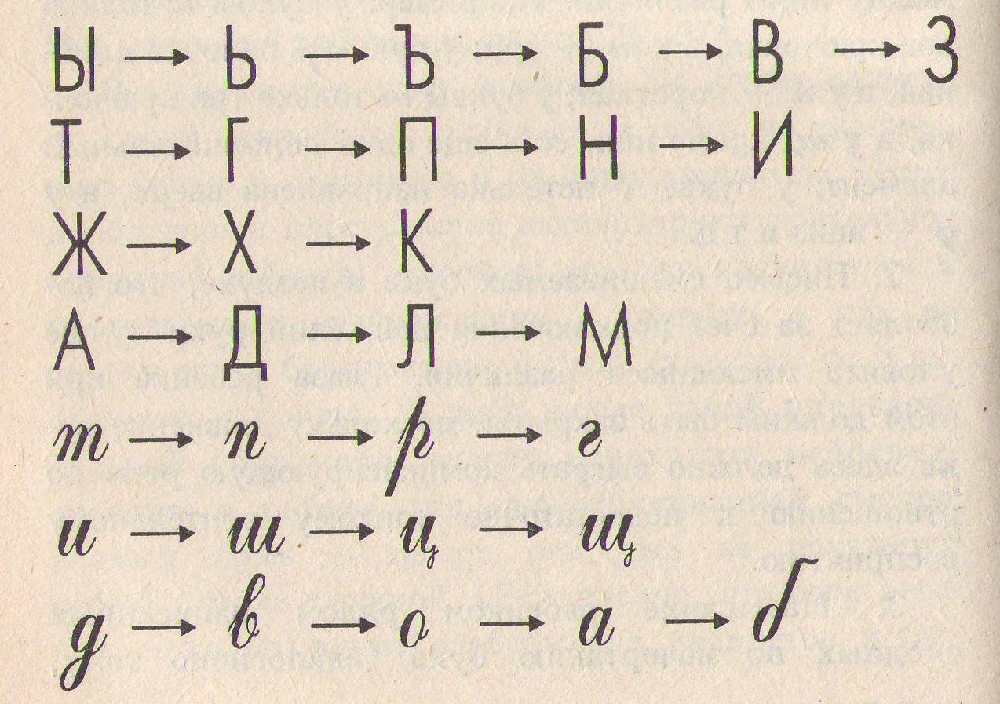 Ы → Ь → Ъ → Б → В → З
Т → Г → П → Н → И
Ж → Х → К
А → Д → Л → М
т → п → р → г
и → ш → ц → щ
д → в → о → а → б